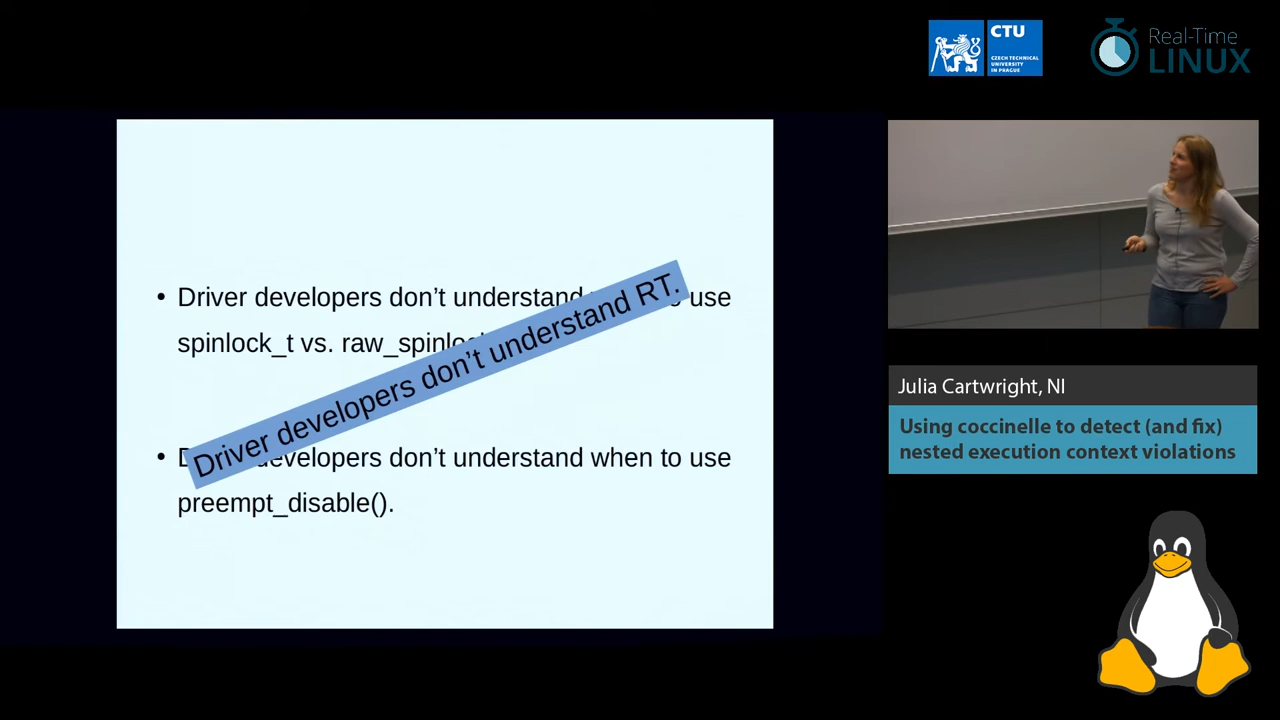 CTU
CZECH TECHNICAL
UNIVERSITY
IN PRAGUE
Real-Time
LINUX
• Driver developers don’t understand use
spinlock_t vs. raw_spinloc
Driver developers don’t understand RT.
• developers don’t understand when to use
preempt_disable().
Julia Cartwright, NI
Using coccinelle to detect (and fix)
nested execution context violations